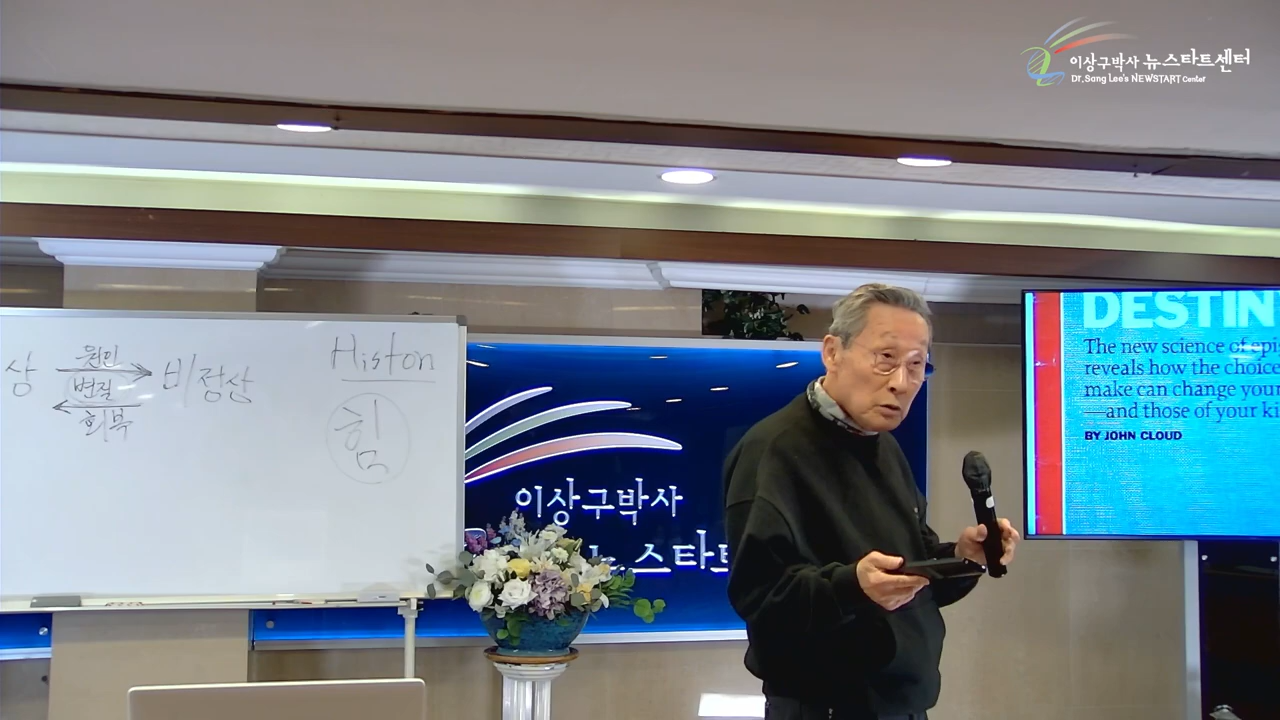 이상구박사 뉴스타트센터
Dr.Sang Lee's NEWSTART Center
상
원인
변질
회복
비정상
Histon
힘
이상구박사
스타트
DESTIN
The new science of epi
reveals how the choice
make can change your
—and those of your ki
BY JOHN CLOUD